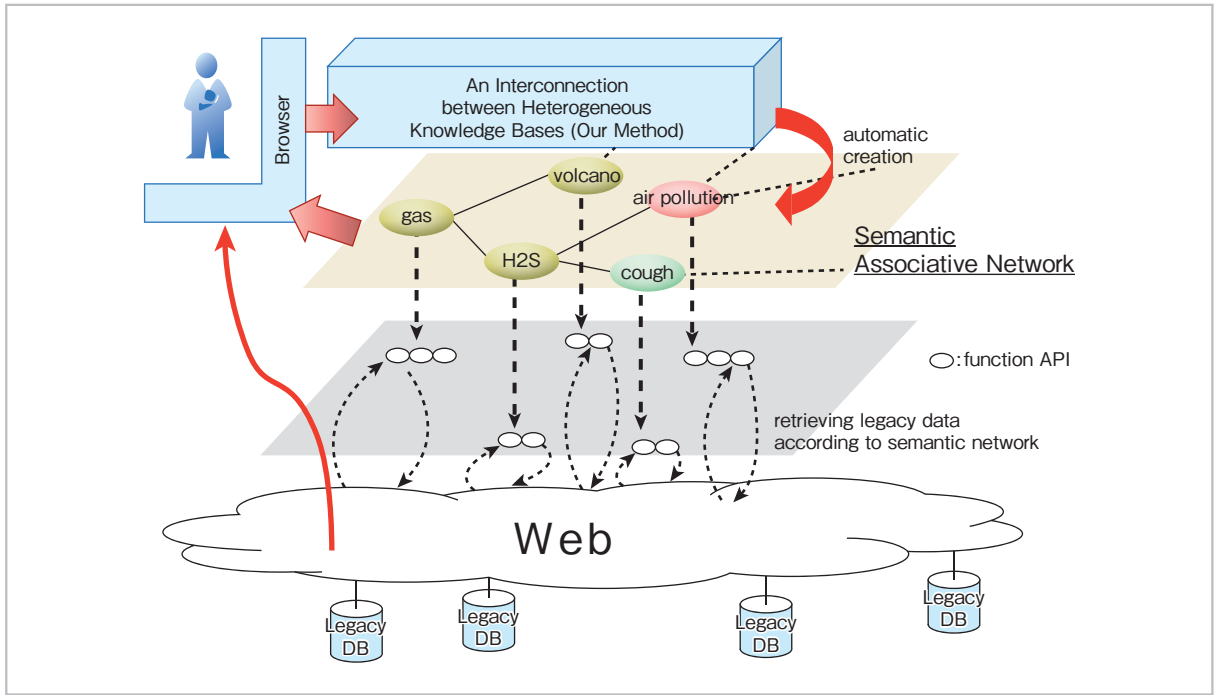 Browser
An Interconnection
between Heterogeneous
Knowledge Bases (Our Method)
automatic
creation
volcano
air pollution
gas
H2S
cough
Semantic
Associative Network
:function API
retrieving legacy data
according to semantic network
Web
Legacy
DB
Legacy
DB
Legacy
DB
Legacy
DB